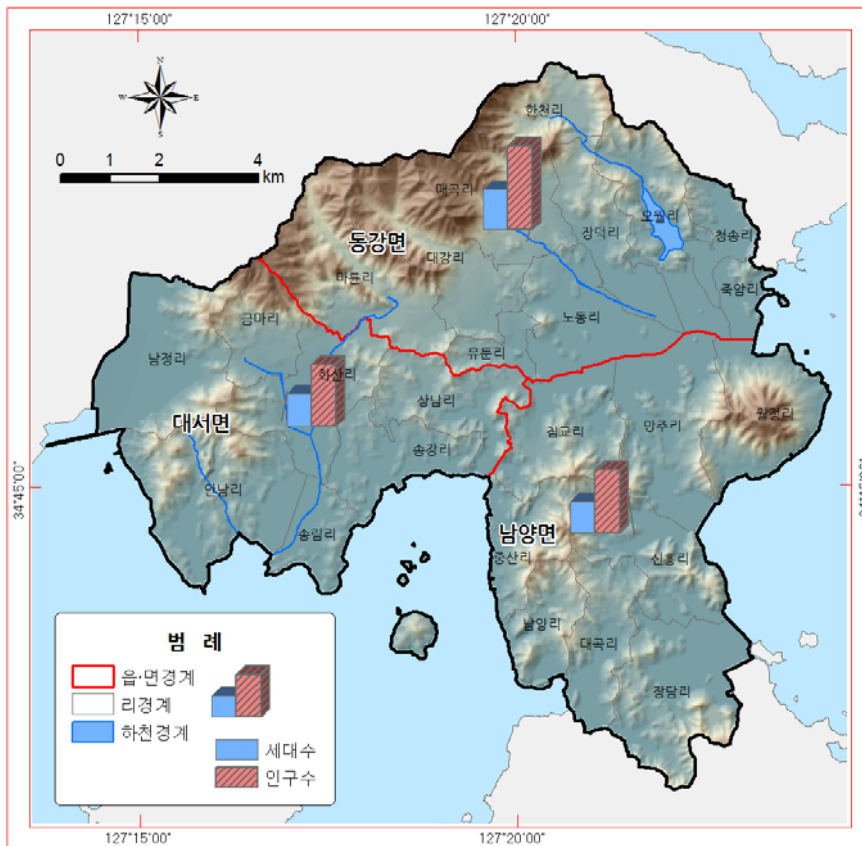 127°15'00"
127°20'00"
N
W
E
S
0 1 2 4
km
한천리
매곡리
오월리
장덕리
청송리
동강면
대강리
마륜리
죽암리
금마리
노동리
남정리
유둔리
화산리
상남리
월정리
대서면
침교리
망주리
송강리
안남리
34°45'00"
송림리
남양면
중산리
신흥리
남양리
대곡리
장담리
범 례
읍·면경계
리경계
하천경계
세대수
인구수
127°15'00"
127°20'00"